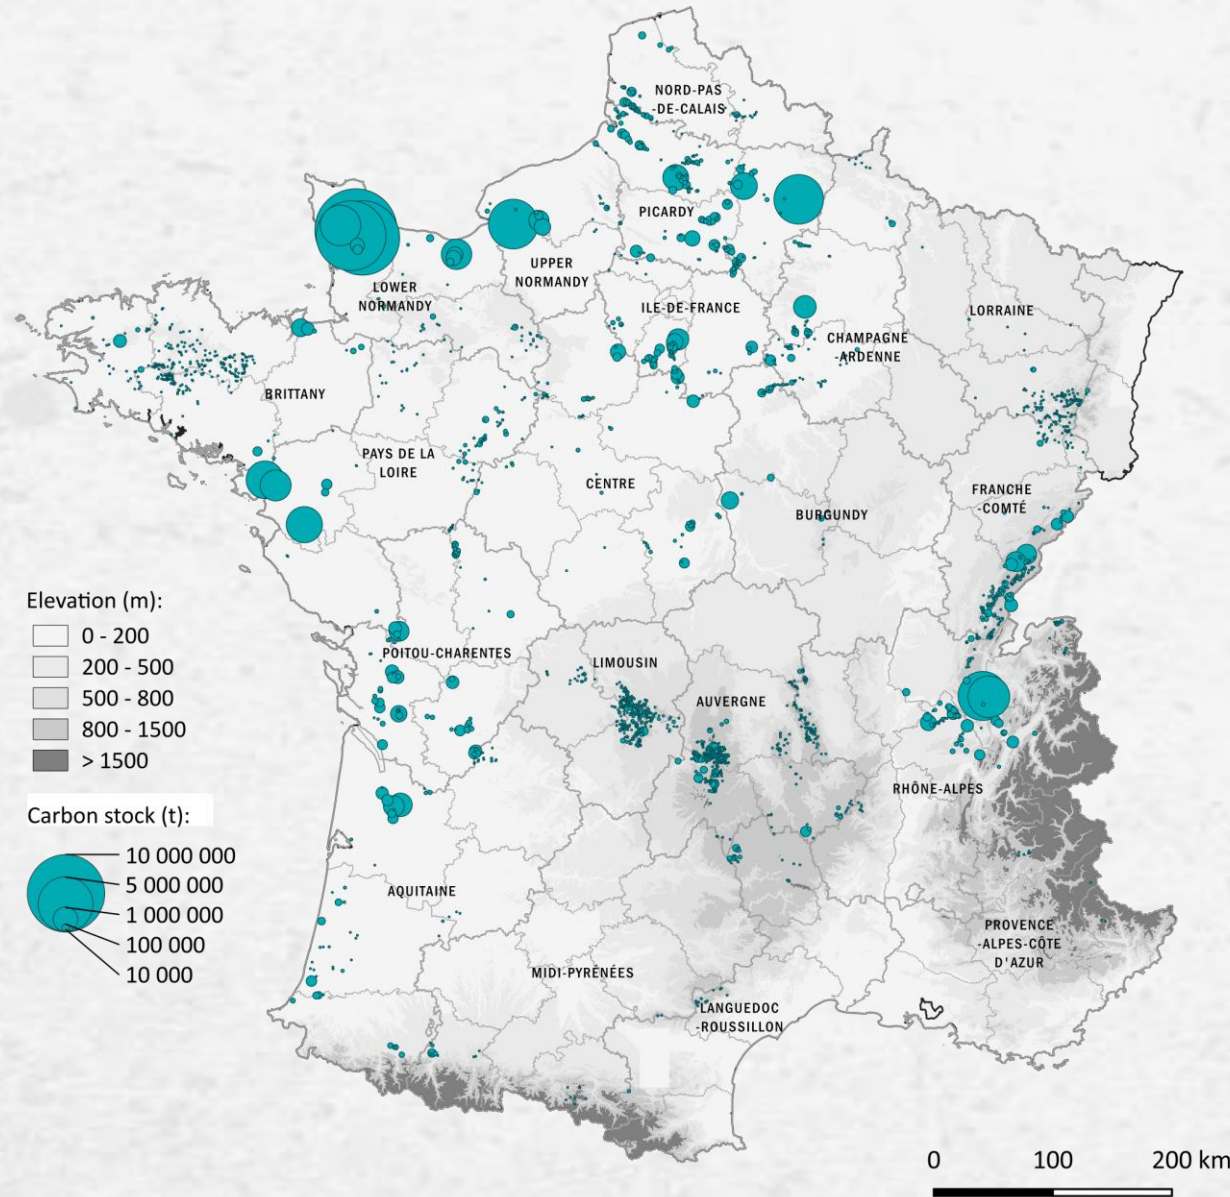 NORD-PAS
-DE-CALAIS
PICARDY
UPPER
NORMANDY
LOWER
NORMANDY
ILE-DE-FRANCE
LORRAINE
CHAMPAGNE
-ARDENNE
BRITTANY
PAYS DE LA
LOIRE
CENTRE
FRANCHE
-COMTÉ
BURGUNDY
Elevation (m):
0 - 200
200 - 500
500 - 800
800 - 1500
> 1500
POITOU-CHARENTES
LIMOUSIN
AUVERGNE
RHÔNE-ALPES
Carbon stock (t):
10 000 000
5 000 000
1 000 000
100 000
10 000
AQUITAINE
PROVENCE
-ALPES-CÔTE
D'AZUR
MIDI-PYRÉNÉES
LANGUEDOC
-ROUSSILLON
0 100 200 km